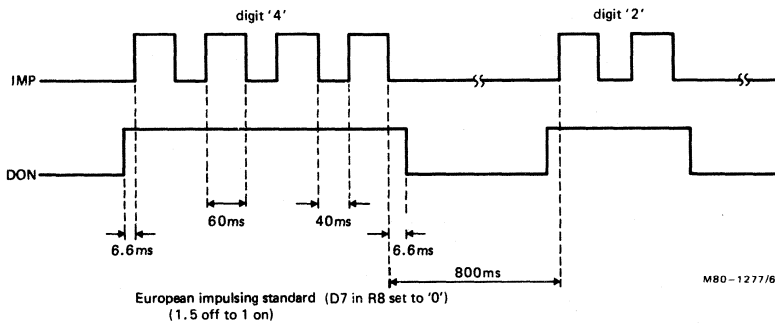 digit '4'
digit '2'
IMP
DON
60ms
40ms
6.6ms
6.6ms
800ms
M80-1277/6
European impulsing standard (D7 in R8 set to '0')
(1.5 off to 1 on)